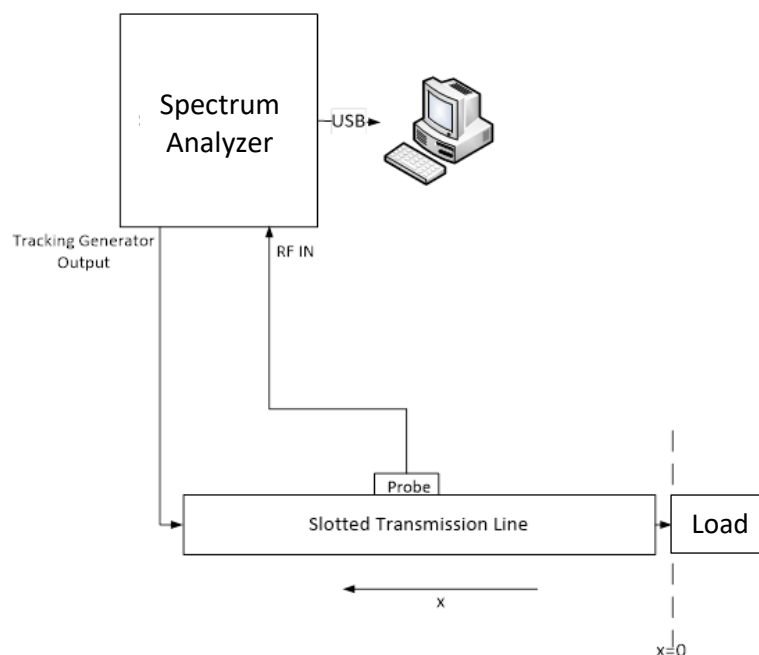 Spectrum
Analyzer
USB
Tracking Generator
Output
RF IN
Probe
Slotted Transmission Line
Load
x
x=0